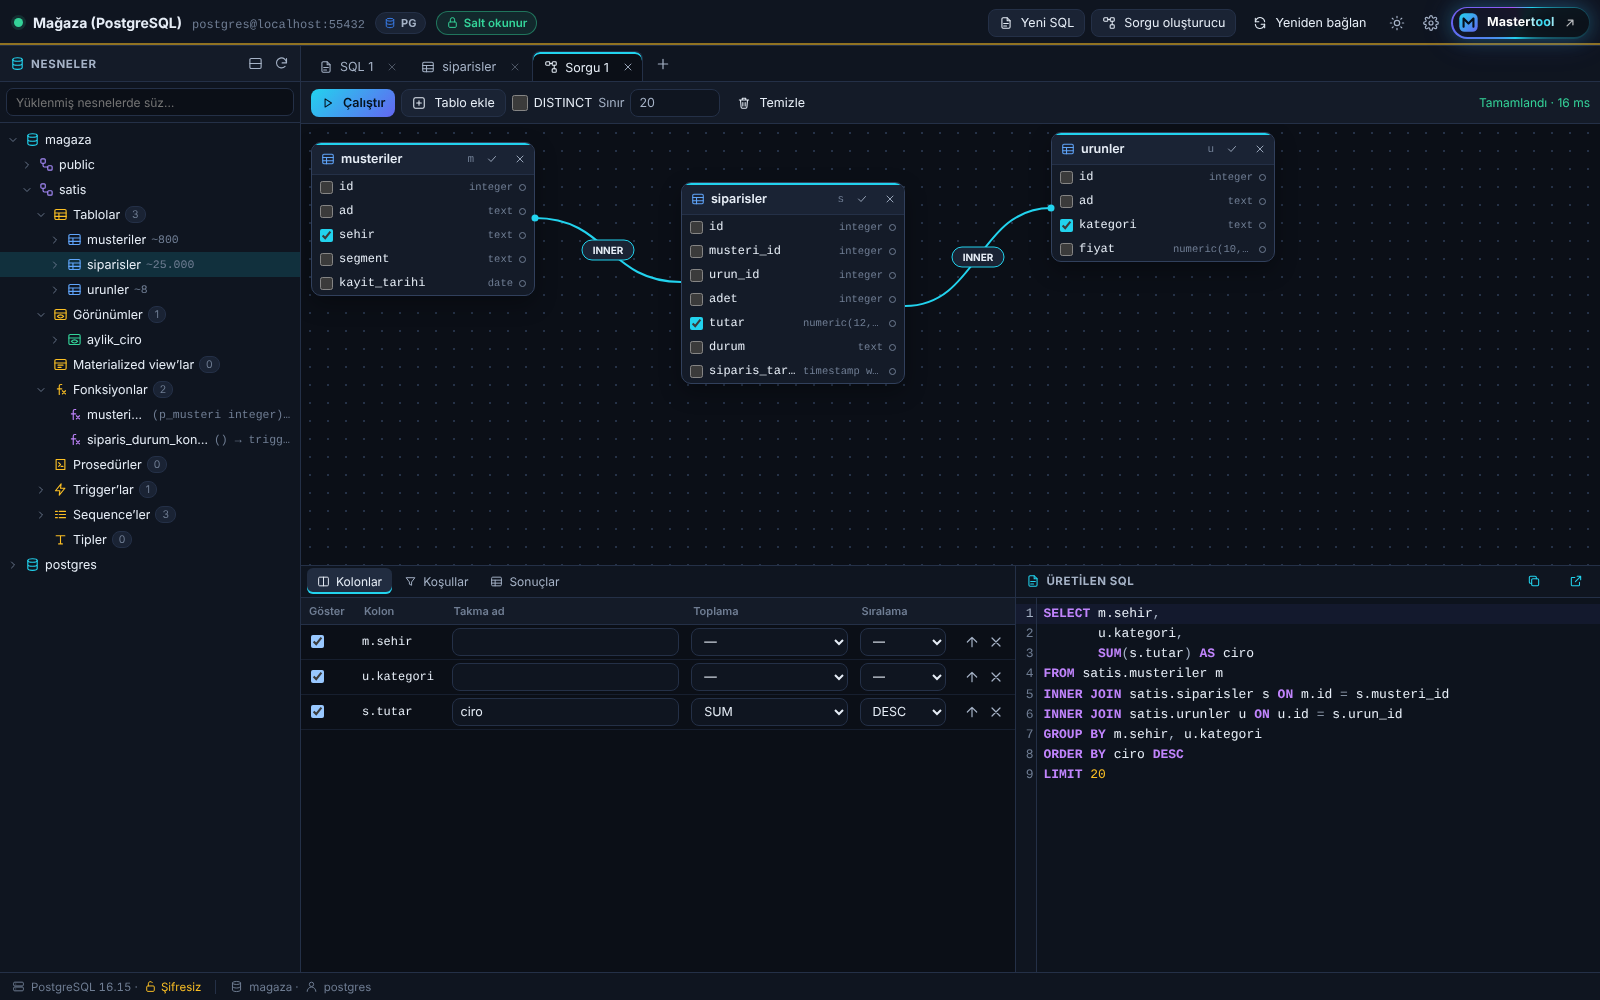 Mağaza (PostgreSQL) postgres@localhost:55432 PG Salt okunur Yeni SQL Sorgu oluşturucu Yeniden bağlan Mastertool
NESNELER
Yüklenmiş nesnelerde süz...
magaza
public
satis
Tablolar 3
musteriler ~800
siparisler ~25.000
urunler ~8
Görünümler 1
aylik_ciro
Materialized view'lar 0
Fonksiyonlar 2
musteri... (p_musteri integer)...
siparis_durum_kon... () → trigg...
Prosedürler 0
Trigger'lar 1
Sequence'ler 3
Tipler 0
postgres
SQL 1 siparisler Sorgu 1
Çalıştır Tablo ekle DISTINCT Sınır 20 Temizle Tamamlandı · 16 ms
musteriler m
id integer
ad text
sehir text
segment text
kayit_tarihi date
INNER
siparisler s
id integer
musteri_id integer
urun_id integer
adet integer
tutar numeric(12,...
durum text
siparis_tar... timestamp w...
INNER
urunler u
id integer
ad text
kategori text
fiyat numeric(10,...
Kolonlar Koşullar Sonuçlar
Göster Kolon Takma ad Toplama Sıralama
m.sehir — —
u.kategori — —
s.tutar ciro SUM DESC
ÜRETİLEN SQL
1 SELECT m.sehir,
2 u.kategori,
3 SUM(s.tutar) AS ciro
4 FROM satis.musteriler m
5 INNER JOIN satis.siparisler s ON m.id = s.musteri_id
6 INNER JOIN satis.urunler u ON u.id = s.urun_id
7 GROUP BY m.sehir, u.kategori
8 ORDER BY ciro DESC
9 LIMIT 20
PostgreSQL 16.15 · Şifresiz magaza · postgres